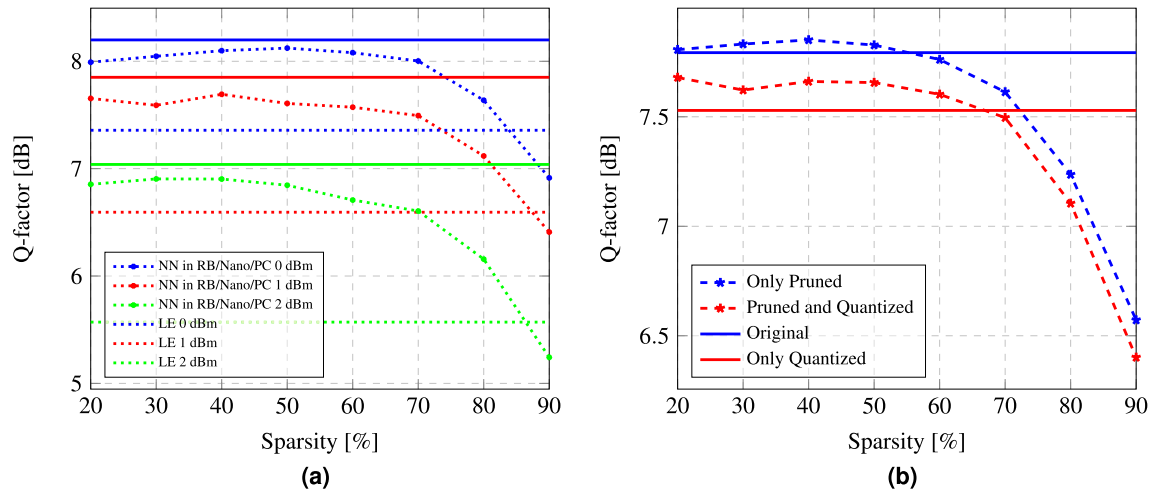 8
7
6
5
Q-factor [dB]
NN in RB/Nano/PC 0 dBm
NN in RB/Nano/PC 1 dBm
NN in RB/Nano/PC 2 dBm
LE 0 dBm
LE 1 dBm
LE 2 dBm
20 30 40 50 60 70 80 90
Sparsity [%]
(a)
7.5
7
6.5
Q-factor [dB]
Only Pruned
Pruned and Quantized
Original
Only Quantized
20 30 40 50 60 70 80 90
Sparsity [%]
(b)